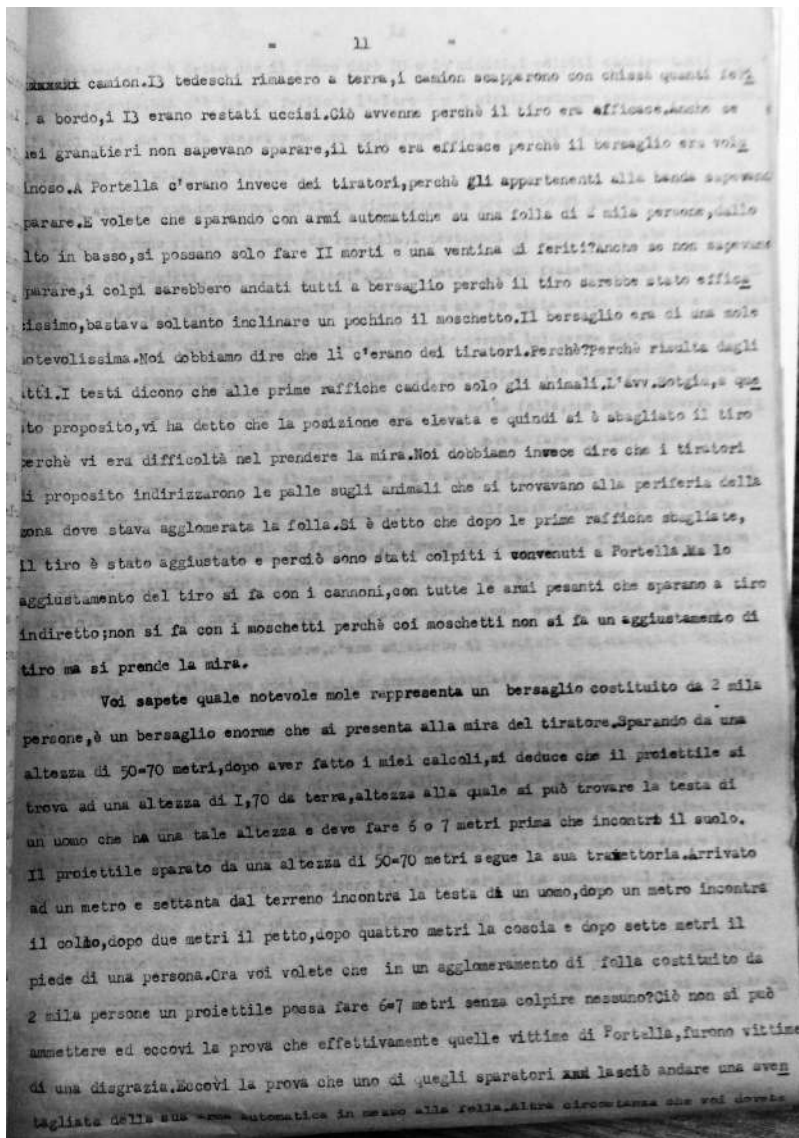 = 11 =
camion.I3 tedeschi rimasero a terra,i camion scapparono con chissà quanti feri
a bordo,i I3 erano restati uccisi.Ciò avvenne perchè il tiro era efficace.Anche se
ei granatieri non sapevano sparare,il tiro era efficace perchè il bersaglio era volu
inoso.A Portella c'erano invece dei tiratori,perchè gli appartenenti alla banda sapevano
parare.E volete che sparando con armi automatiche su una folla di 2 mila persone,dallo
lto in basso,si possano solo fare II morti e una ventina di feriti?Anche se non sapevano
parare,i colpi sarebbero andati tutti a bersaglio perchè il tiro sarebbe stato effica
issimo,bastava soltanto inclinare un pochino il moschetto.Il bersaglio era di una mole
notevolissima.Noi dobbiamo dire che lì c'erano dei tiratori.Perchè?Perchè risulta dagli
tti.I testi dicono che alle prime raffiche caddero solo gli animali.L'avv.Sotgiu,a que
to proposito,vi ha detto che la posizione era elevata e quindi si è sbagliato il tiro
perchè vi era difficoltà nel prendere la mira.Noi dobbiamo invece dire che i tiratori
di proposito indirizzarono le palle sugli animali che si trovavano alla periferia della
zona dove stava agglomerata la folla.Si è detto che dopo le prime raffiche sbagliate,
il tiro è stato aggiustato e perciò sono stati colpiti i convenuti a Portella.Ma lo
aggiustamento del tiro si fa con i cannoni,con tutte le armi pesanti che sparano a tiro
indiretto;non si fa con i moschetti perchè coi moschetti non si fa un aggiustamento di
tiro ma si prende la mira.
Voi sapete quale notevole mole rappresenta un bersaglio costituito da 2 mila
persone,è un bersaglio enorme che si presenta alla mira del tiratore.Sparando da una
altezza di 50=70 metri,dopo aver fatto i miei calcoli,si deduce che il proiettile si
trova ad una altezza di I,70 da terra,altezza alla quale si può trovare la testa di
un uomo che ha una tale altezza e deve fare 6 o 7 metri prima che incontri il suolo.
Il proiettile sparato da una altezza di 50=70 metri segue la sua traiettoria.Arrivato
ad un metro e settanta dal terreno incontra la testa di un uomo,dopo un metro incontra
il collo,dopo due metri il petto,dopo quattro metri la coscia e dopo sette metri il
piede di una persona.Ora voi volete che in un agglomeramento di folla costituito da
2 mila persone un proiettile possa fare 6=7 metri senza colpire nessuno?Ciò non si può
ammettere ed eccovi la prova che effettivamente quelle vittime di Portella,furono vittime
di una disgrazia.Eccovi la prova che uno di quegli sparatori lasciò andare una sven
tagliata della sua arma automatica in mezzo alla folla.Altra circostanza che voi dovete